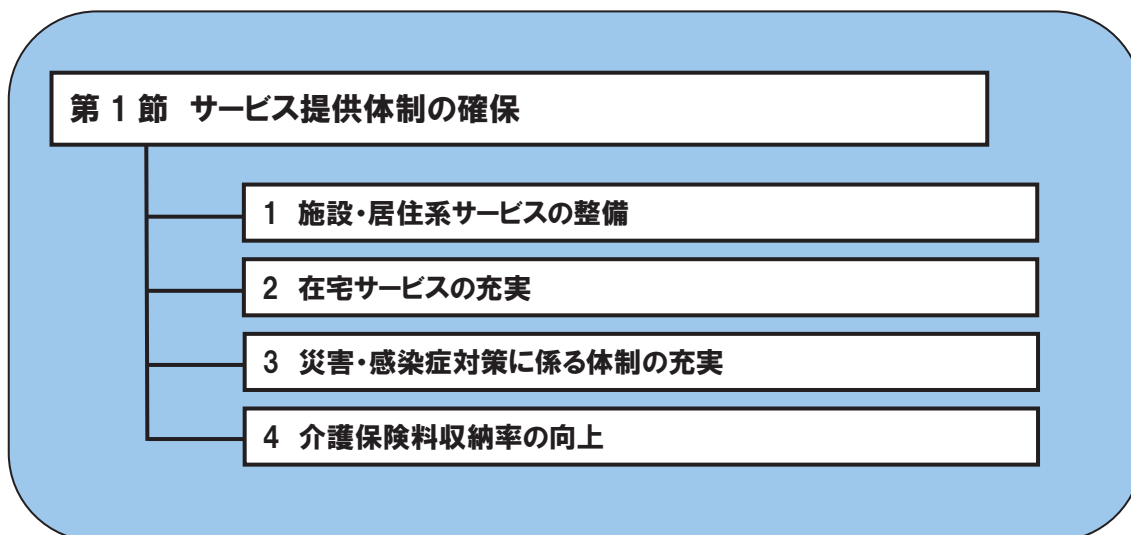 第 1 節 サービス提供体制の確保
1 施設・居住系サービスの整備
2 在宅サービスの充実
3 災害・感染症対策に係る体制の充実
4 介護保険料収納率の向上